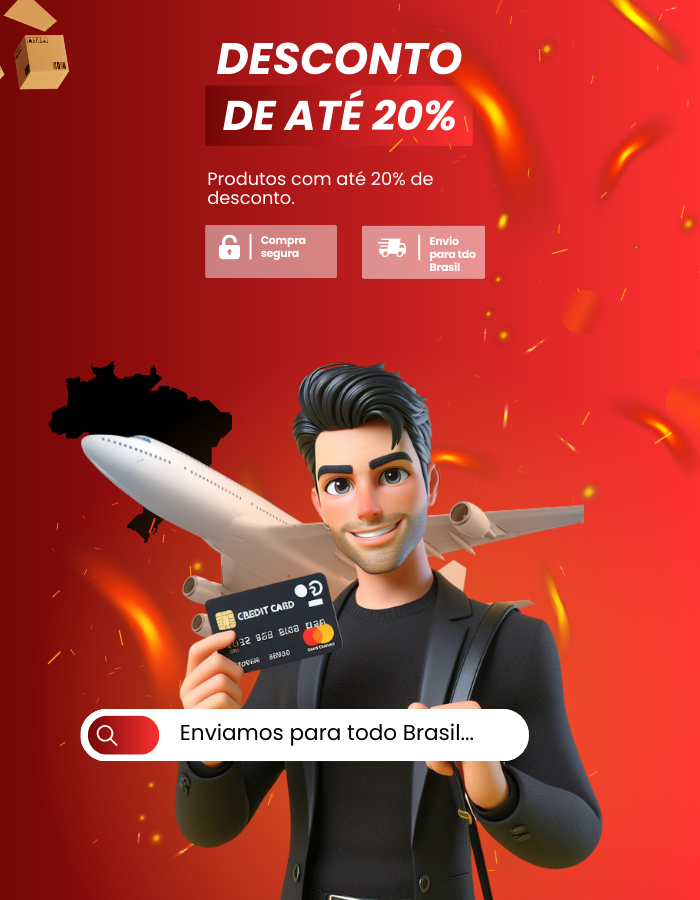 DESCONTO
DE ATÉ 20%
Produtos com até 20% de
desconto.
Compra
segura
Envio
para tdo
Brasil
CREDIT CARD
Enviamos para todo Brasil...